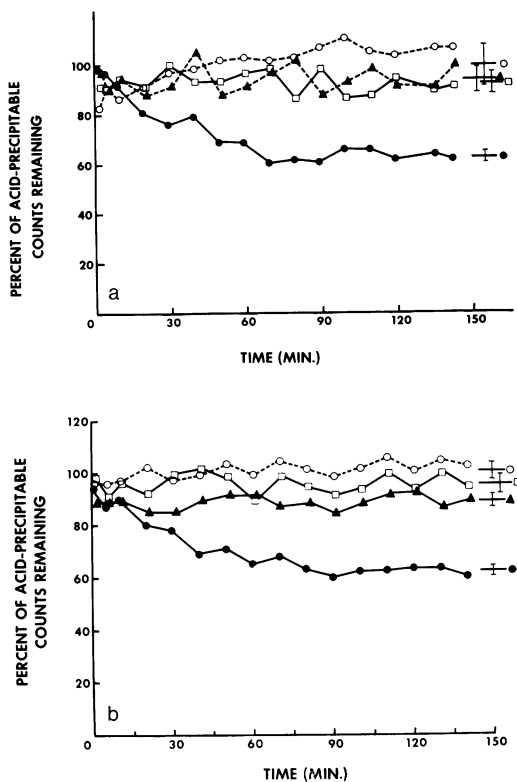 100
80
60
40
20
PERCENT OF ACID-PRECIPITABLE
COUNTS REMAINING
a
0 30 60 90 120 150
TIME (MIN.)
120
100
80
60
40
20
PERCENT OF ACID-PRECIPITABLE
COUNTS REMAINING
b
0 30 60 90 120 150
TIME (MIN.)